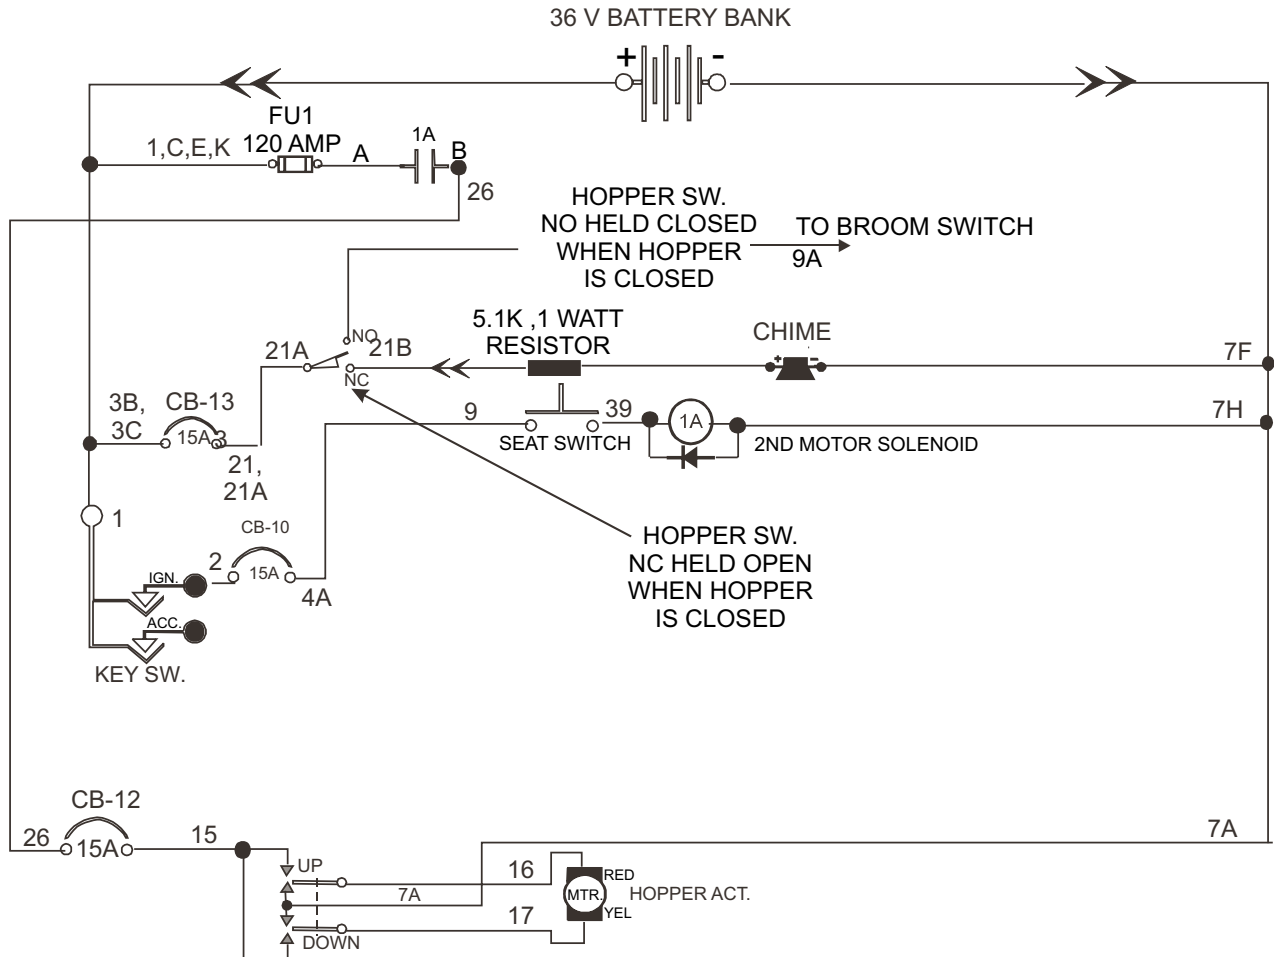 36 V BATTERY BANK
+ -
FU1
120 AMP
1,C,E,K
A
1A
B
26
HOPPER SW.
NO HELD CLOSED
WHEN HOPPER
IS CLOSED
TO BROOM SWITCH
9A
5.1K ,1 WATT
RESISTOR
CHIME
+ -
7F
21A
NO
21B
NC
3B,
3C
CB-13
15A
3
21,
21A
9
SEAT SWITCH
39
1A
2ND MOTOR SOLENOID
7H
1
CB-10
2
15A
4A
IGN.
ACC.
KEY SW.
HOPPER SW.
NC HELD OPEN
WHEN HOPPER
IS CLOSED
CB-12
26
15A
15
7A
UP
16
7A
RED
MTR.
HOPPER ACT.
YEL
17
DOWN